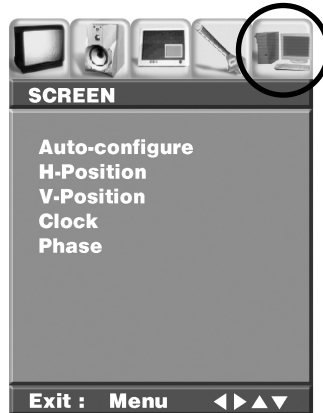 SCREEN
Auto-configure
H-Position
V-Position
Clock
Phase
Exit : Menu ◀▶▲▼